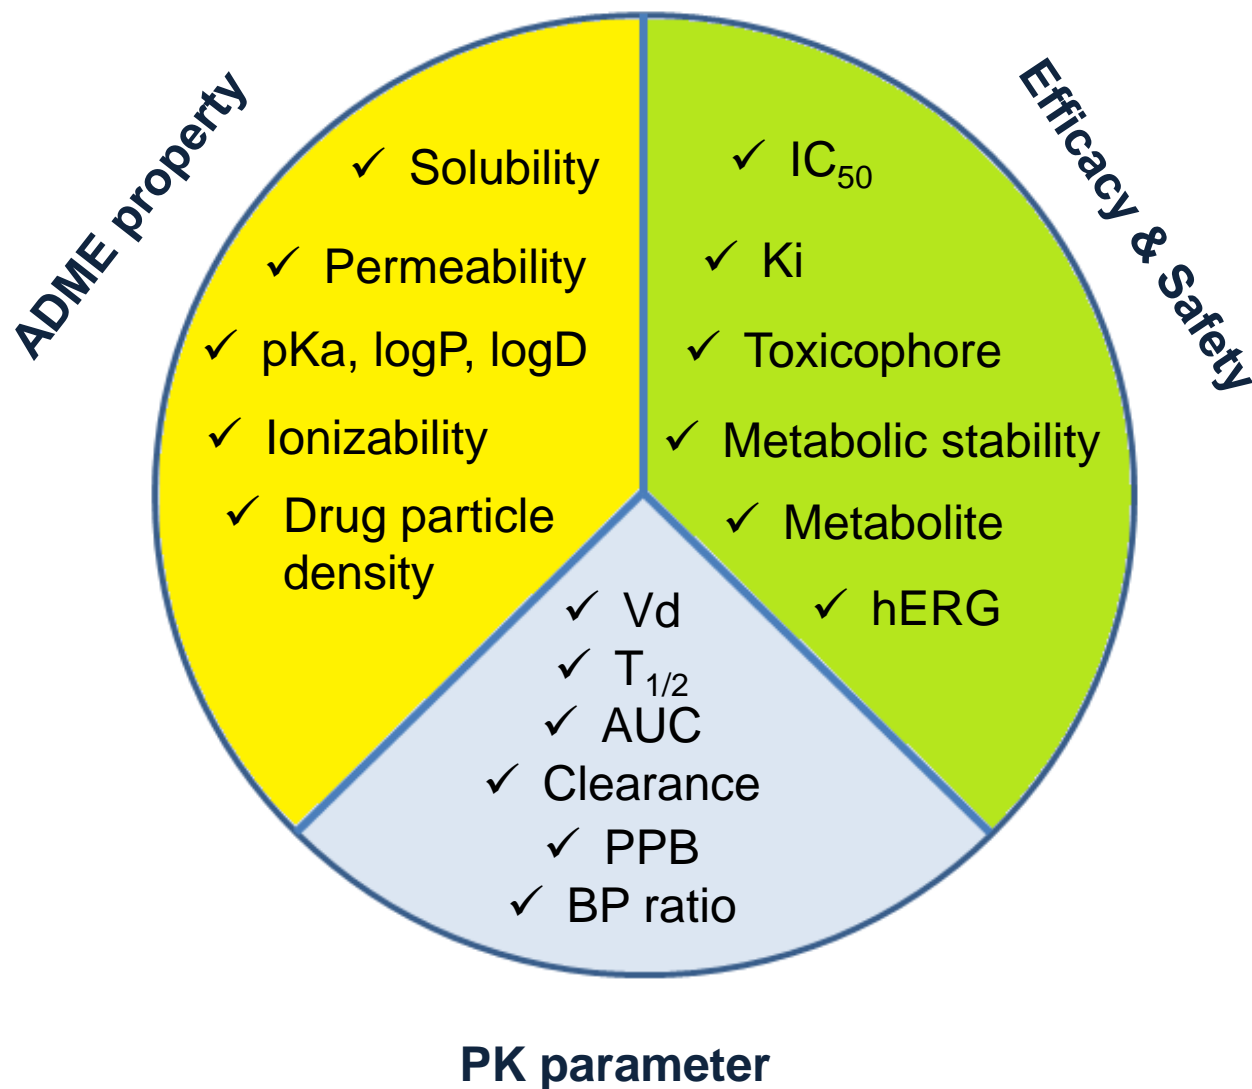 ADME property
✓ Solubility
✓ Permeability
✓ pKa, logP, logD
✓ Ionizability
✓ Drug particle
density
Efficacy & Safety
✓ IC₅₀
✓ Ki
✓ Toxicophore
✓ Metabolic stability
✓ Metabolite
✓ hERG
✓ Vd
✓ T₁/₂
✓ AUC
✓ Clearance
✓ PPB
✓ BP ratio
PK parameter